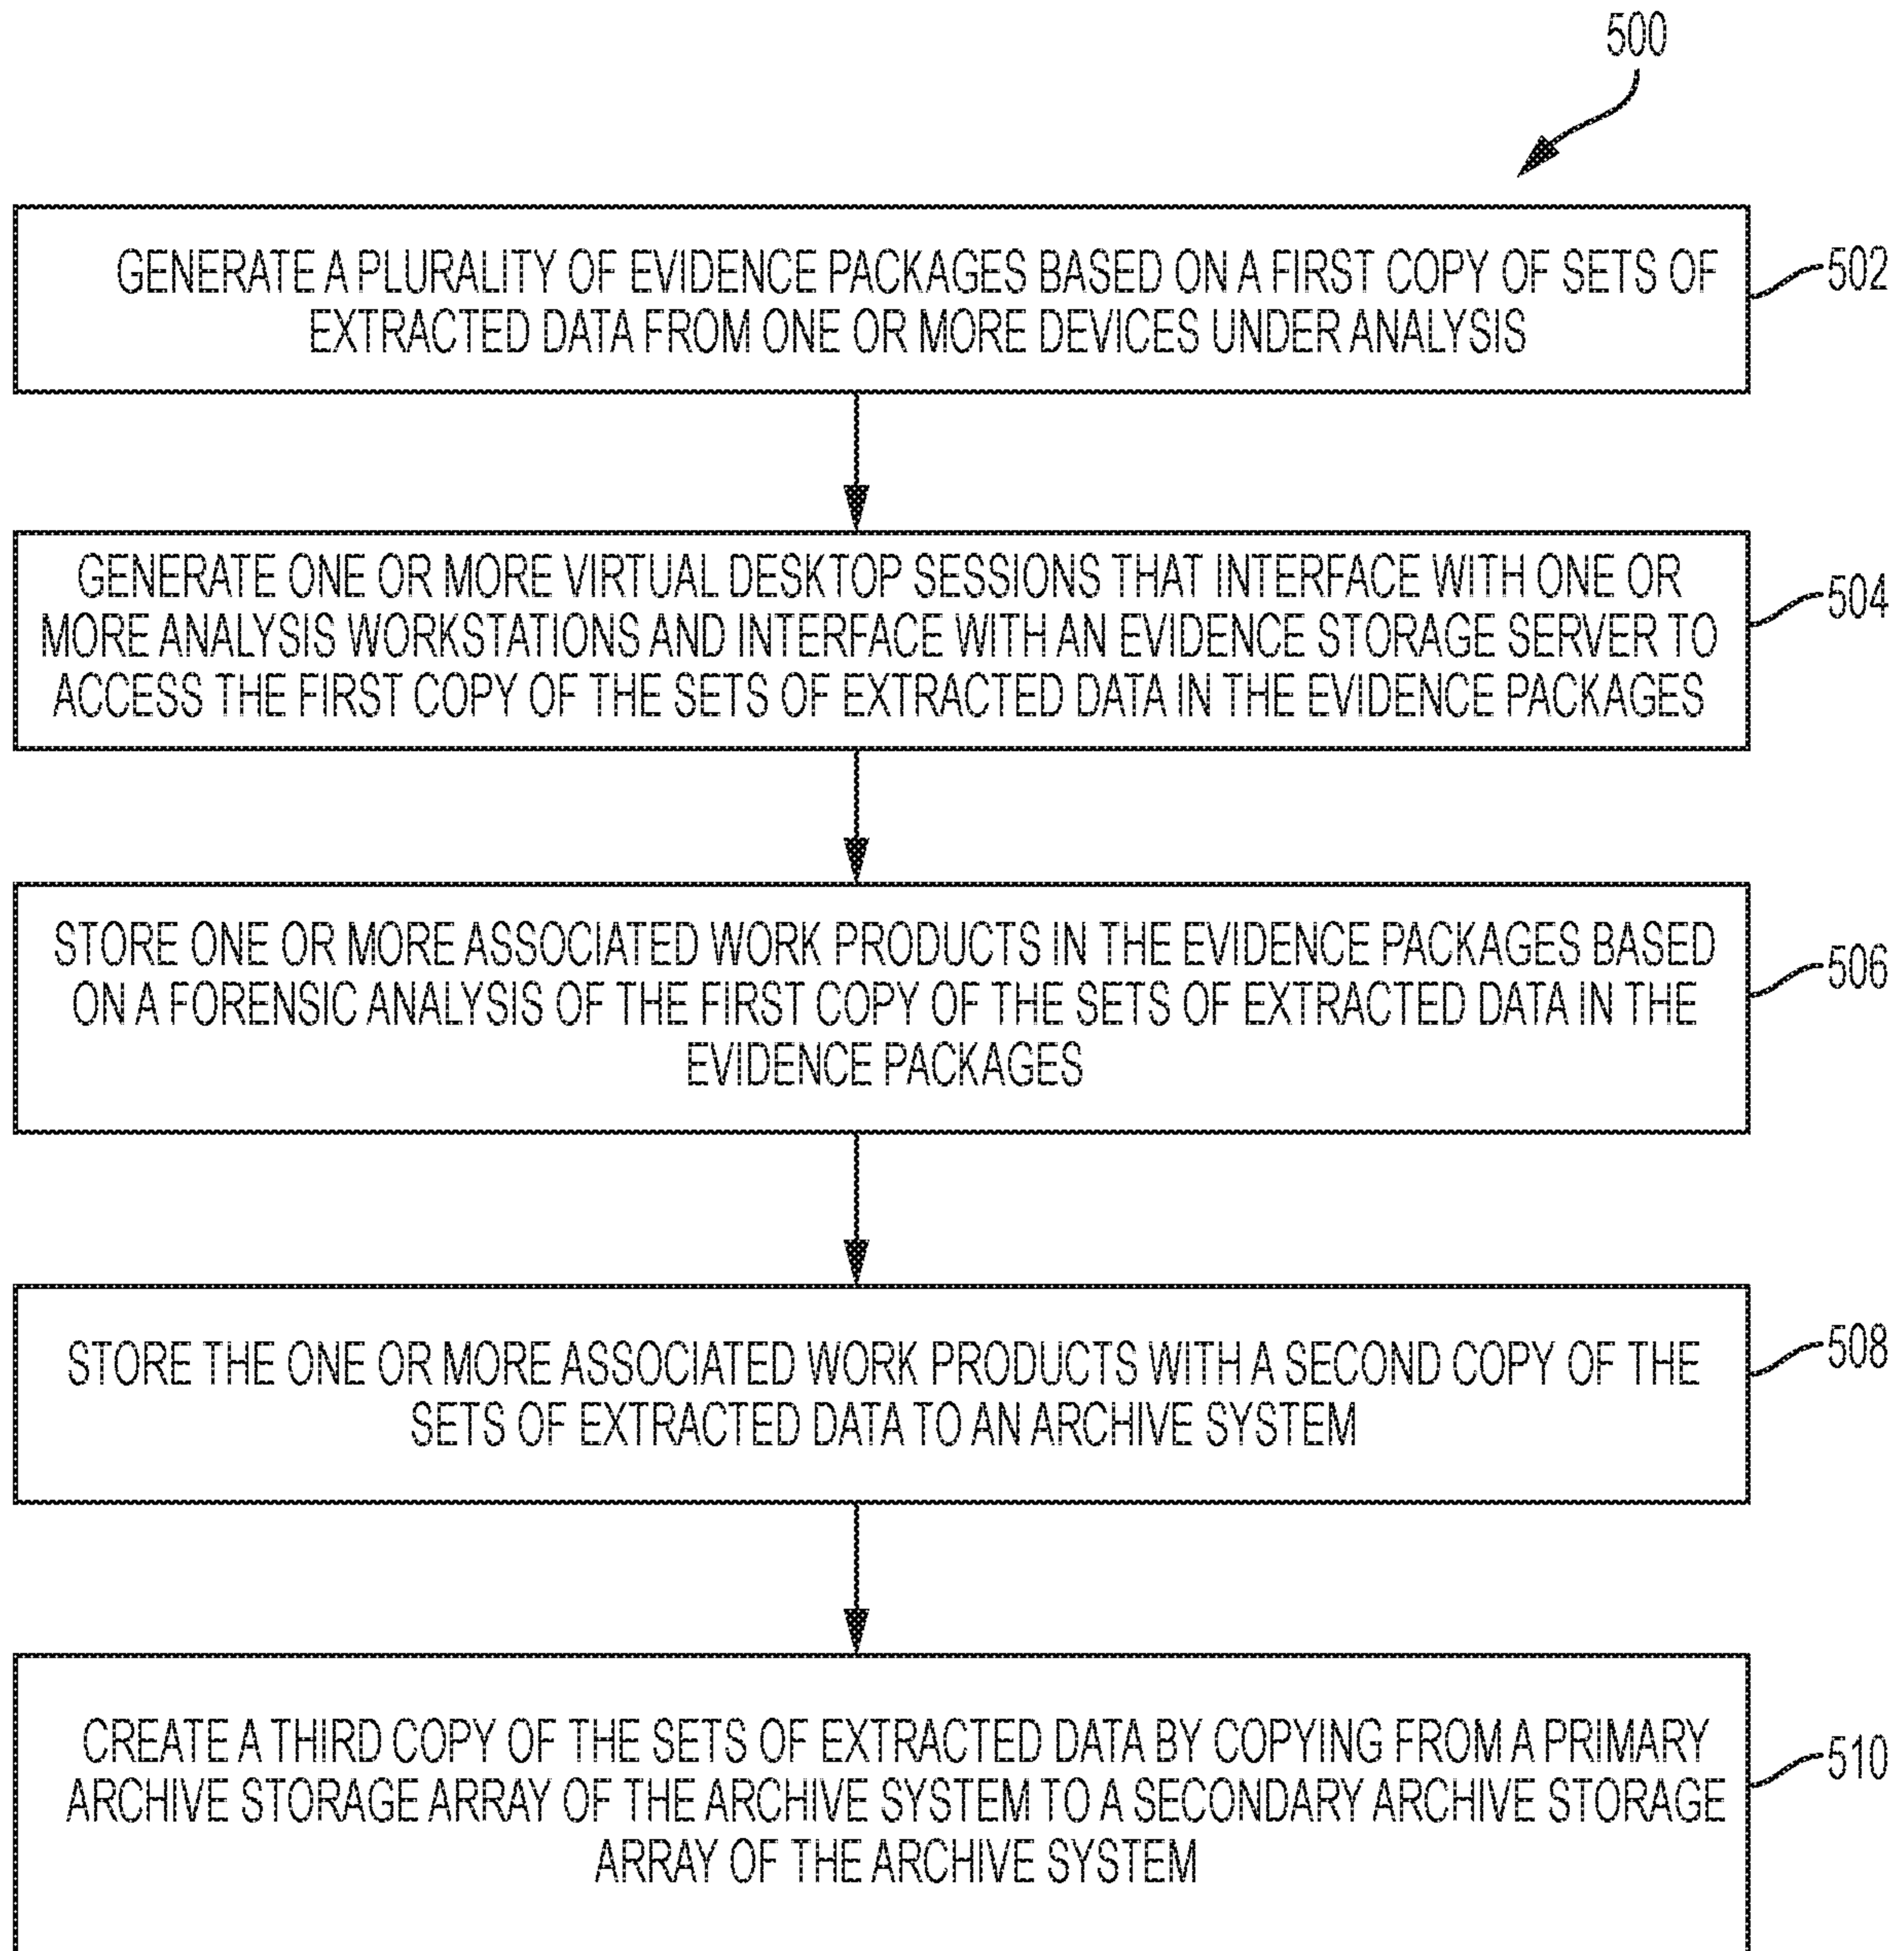 500
GENERATE A PLURALITY OF EVIDENCE PACKAGES BASED ON A FIRST COPY OF SETS OF
EXTRACTED DATA FROM ONE OR MORE DEVICES UNDER ANALYSIS
502
GENERATE ONE OR MORE VIRTUAL DESKTOP SESSIONS THAT INTERFACE WITH ONE OR
MORE ANALYSIS WORKSTATIONS AND INTERFACE WITH AN EVIDENCE STORAGE SERVER TO
ACCESS THE FIRST COPY OF THE SETS OF EXTRACTED DATA IN THE EVIDENCE PACKAGES
504
STORE ONE OR MORE ASSOCIATED WORK PRODUCTS IN THE EVIDENCE PACKAGES BASED
ON A FORENSIC ANALYSIS OF THE FIRST COPY OF THE SETS OF EXTRACTED DATA IN THE
EVIDENCE PACKAGES
506
STORE THE ONE OR MORE ASSOCIATED WORK PRODUCTS WITH A SECOND COPY OF THE
SETS OF EXTRACTED DATA TO AN ARCHIVE SYSTEM
508
CREATE A THIRD COPY OF THE SETS OF EXTRACTED DATA BY COPYING FROM A PRIMARY
ARCHIVE STORAGE ARRAY OF THE ARCHIVE SYSTEM TO A SECONDARY ARCHIVE STORAGE
ARRAY OF THE ARCHIVE SYSTEM
510